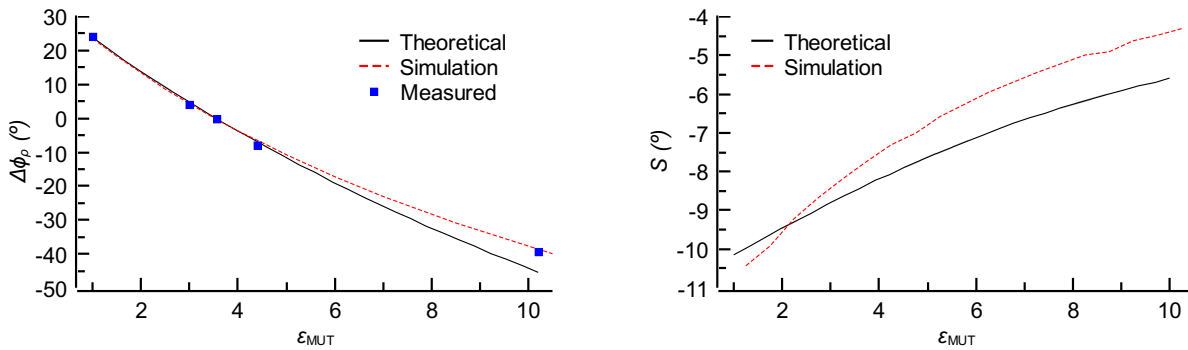 30
20
10
0
-10
-20
-30
-40
-50
Δϕρ (º)
Theoretical
Simulation
Measured
2 4 6 8 10
εMUT
-4
-5
-6
-7
-8
-9
-10
-11
S (º)
Theoretical
Simulation
2 4 6 8 10
εMUT